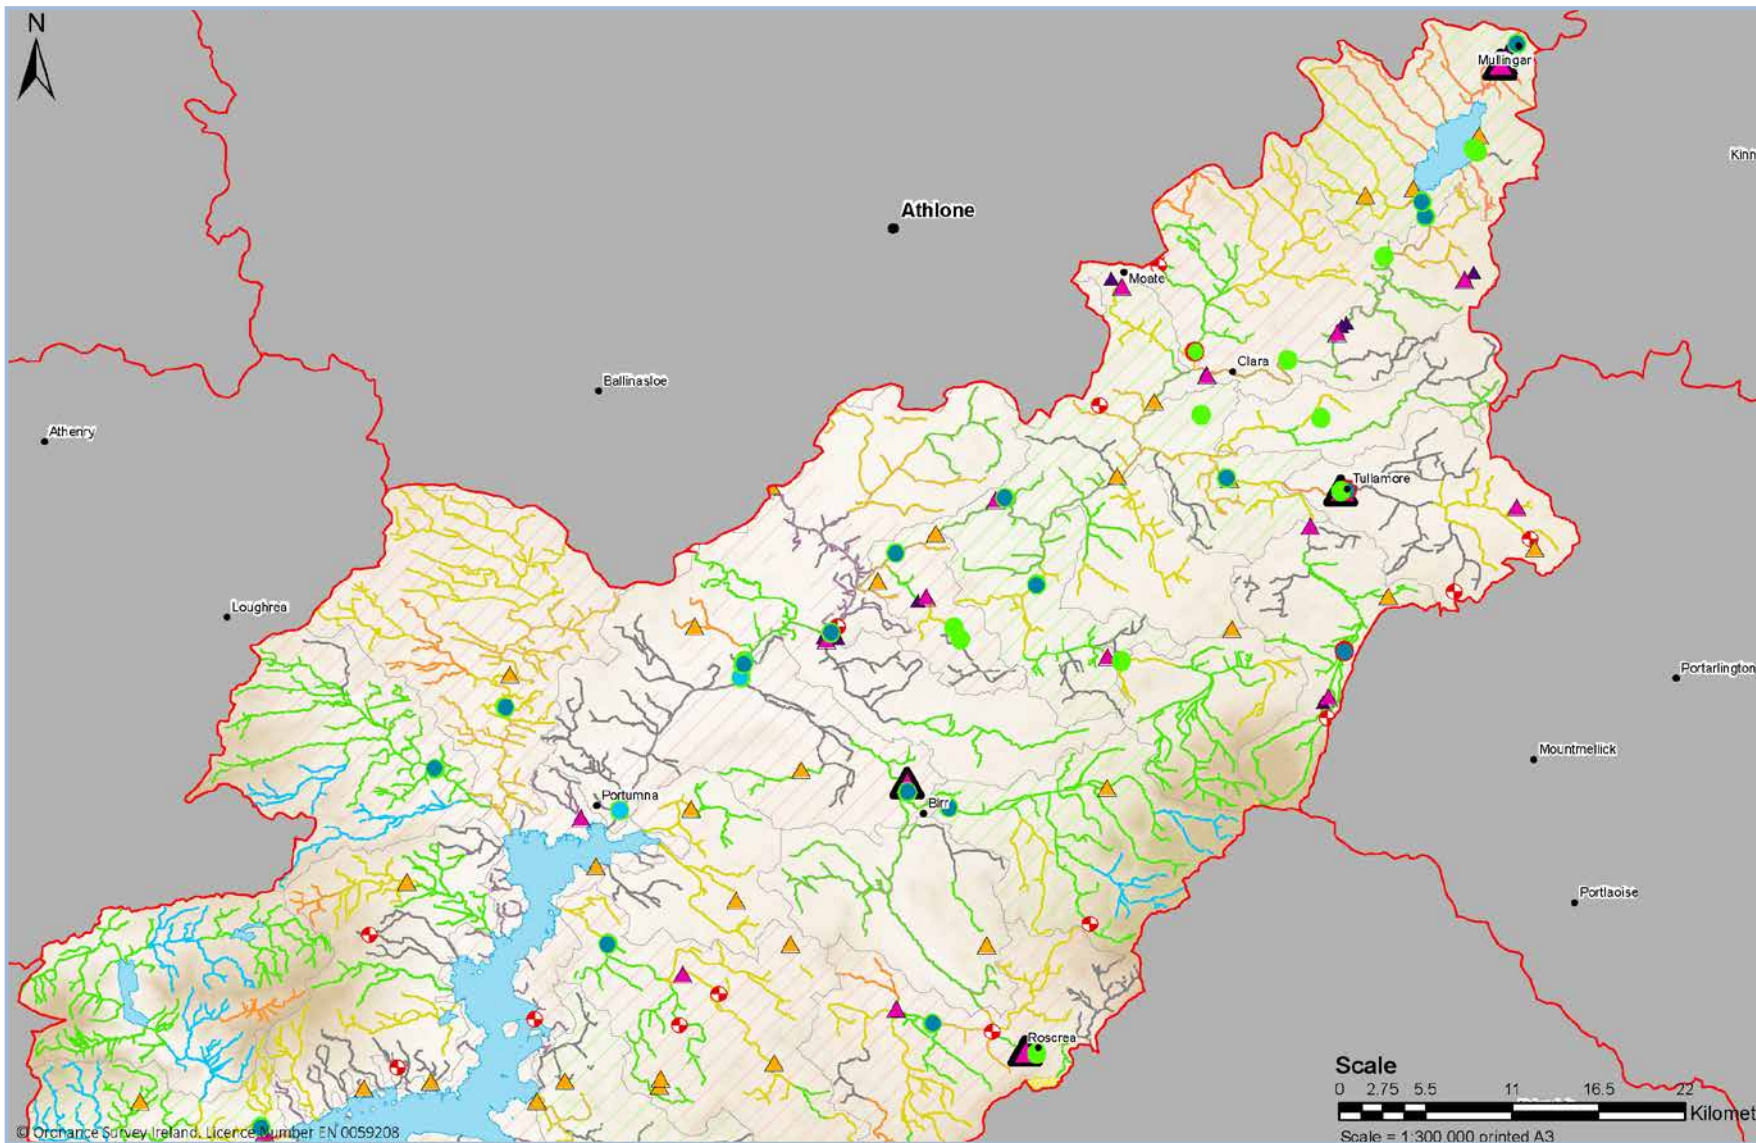 N
Mullingar
Kinn
Athlone
Moate
Clara
Ballinasloe
Athenry
Tullamore
Loughrea
Portarlington
Mountmellick
Portumna
Birr
Portlaoise
Roscrea
Scale
0 2.75 5.5 11 16.5 22
Kilomet
Scale = 1:300 000 printed A3
© Ordnance Survey Ireland. Licence Number EN 0059208